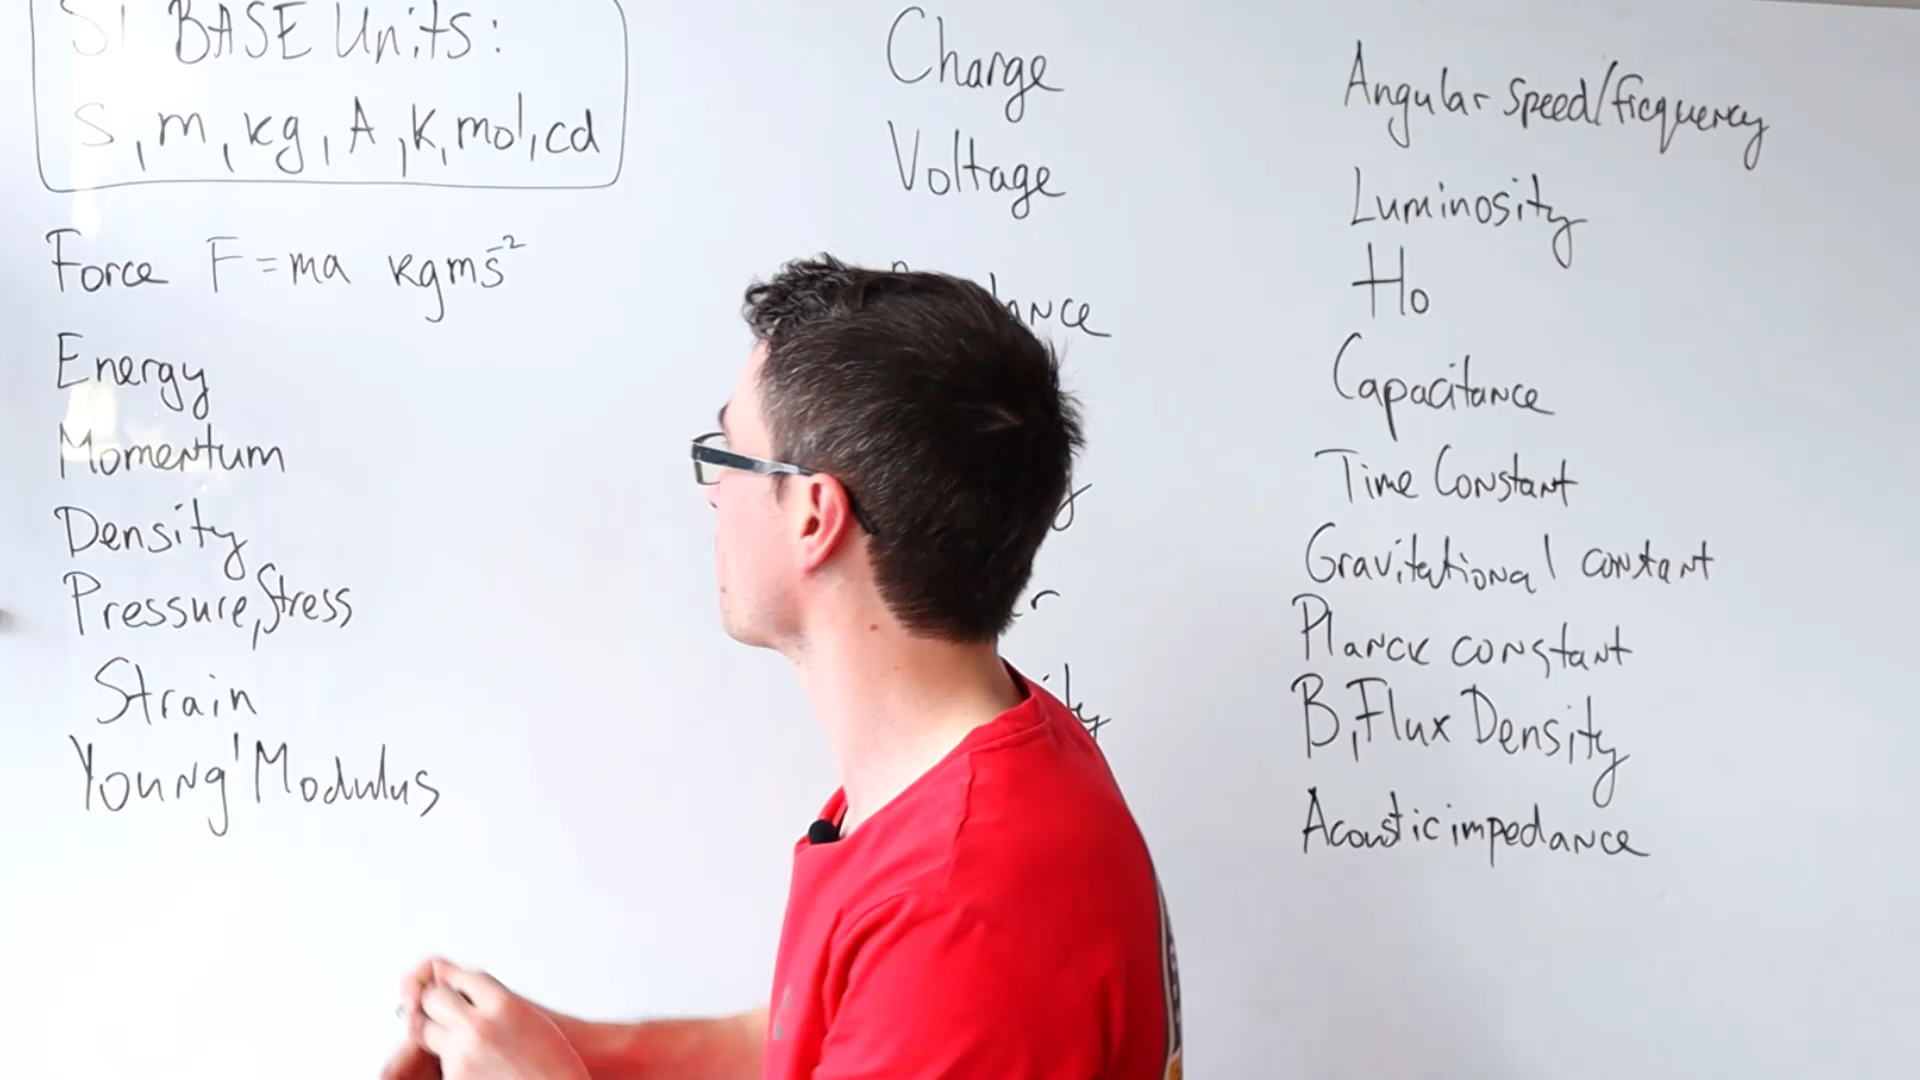 SI BASE Units:
s, m, kg, A, K, mol, cd
Force F = ma kgms⁻²
Energy
Momentum
Density
Pressure, Stress
Strain
Young' Modulus
Charge
Voltage
Angular speed/frequency
Luminosity
Ho
Capacitance
Time Constant
Gravitational constant
Planck constant
B, Flux Density
Acoustic impedance